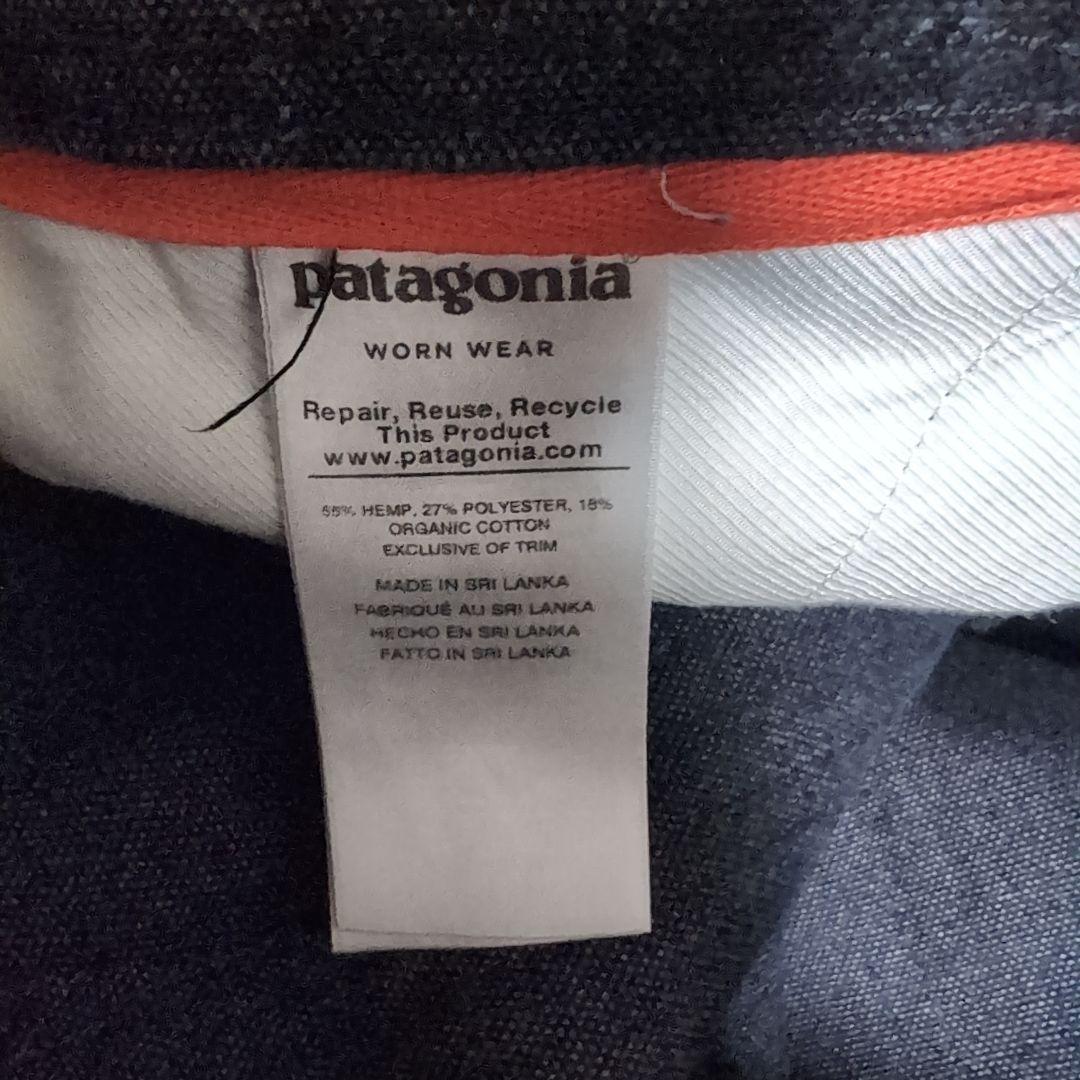 patagonia®
WORN WEAR
Repair, Reuse, Recycle
This Product
www.patagonia.com
55% HEMP, 27% POLYESTER, 18%
ORGANIC COTTON
EXCLUSIVE OF TRIM
MADE IN SRI LANKA
FABRIQUÉ AU SRI LANKA
HECHO EN SRI LANKA
FATTO IN SRI LANKA